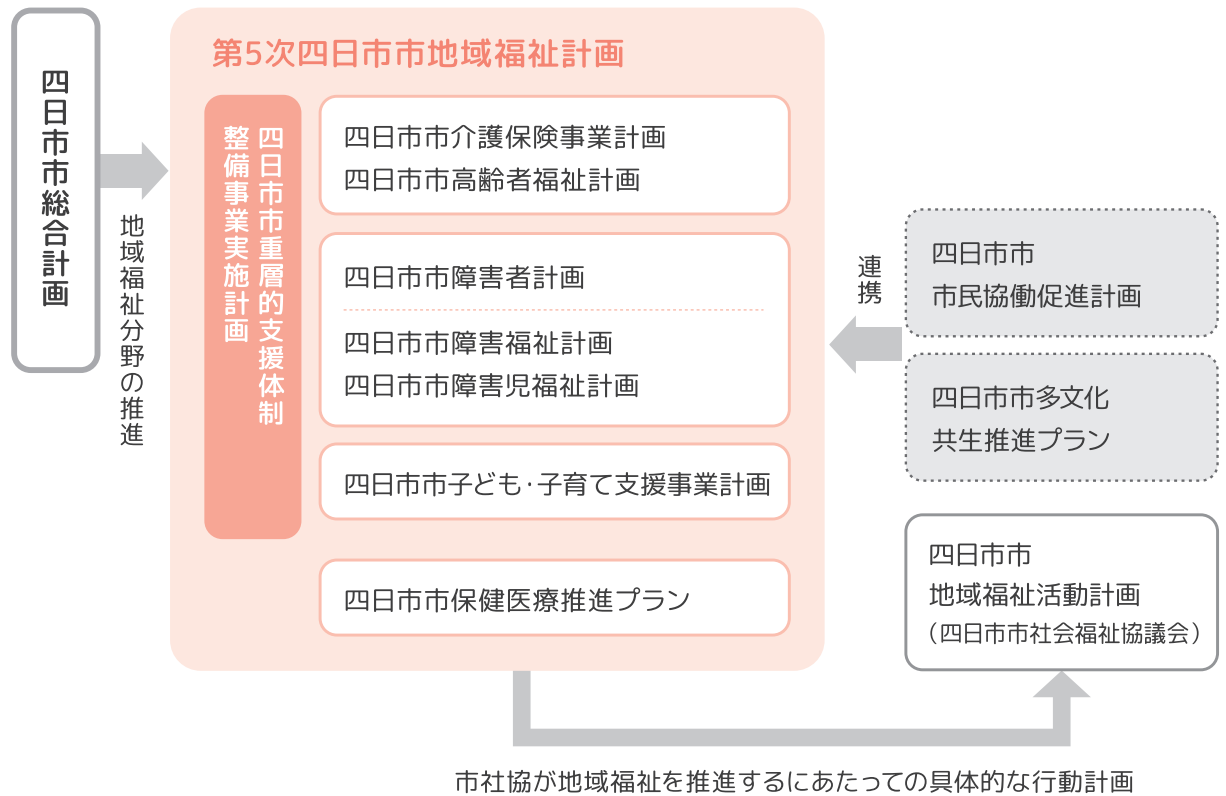 四日市市総合計画
地域福祉分野の推進
第5次四日市市地域福祉計画
四日市市重層的支援体制
整備事業実施計画
四日市市介護保険事業計画
四日市市高齢者福祉計画
四日市市障害者計画
四日市市障害福祉計画
四日市市障害児福祉計画
四日市市子ども・子育て支援事業計画
四日市市保健医療推進プラン
連携
四日市市
市民協働促進計画
四日市市多文化
共生推進プラン
四日市市
地域福祉活動計画
（四日市市社会福祉協議会）
市社協が地域福祉を推進するにあたっての具体的な行動計画